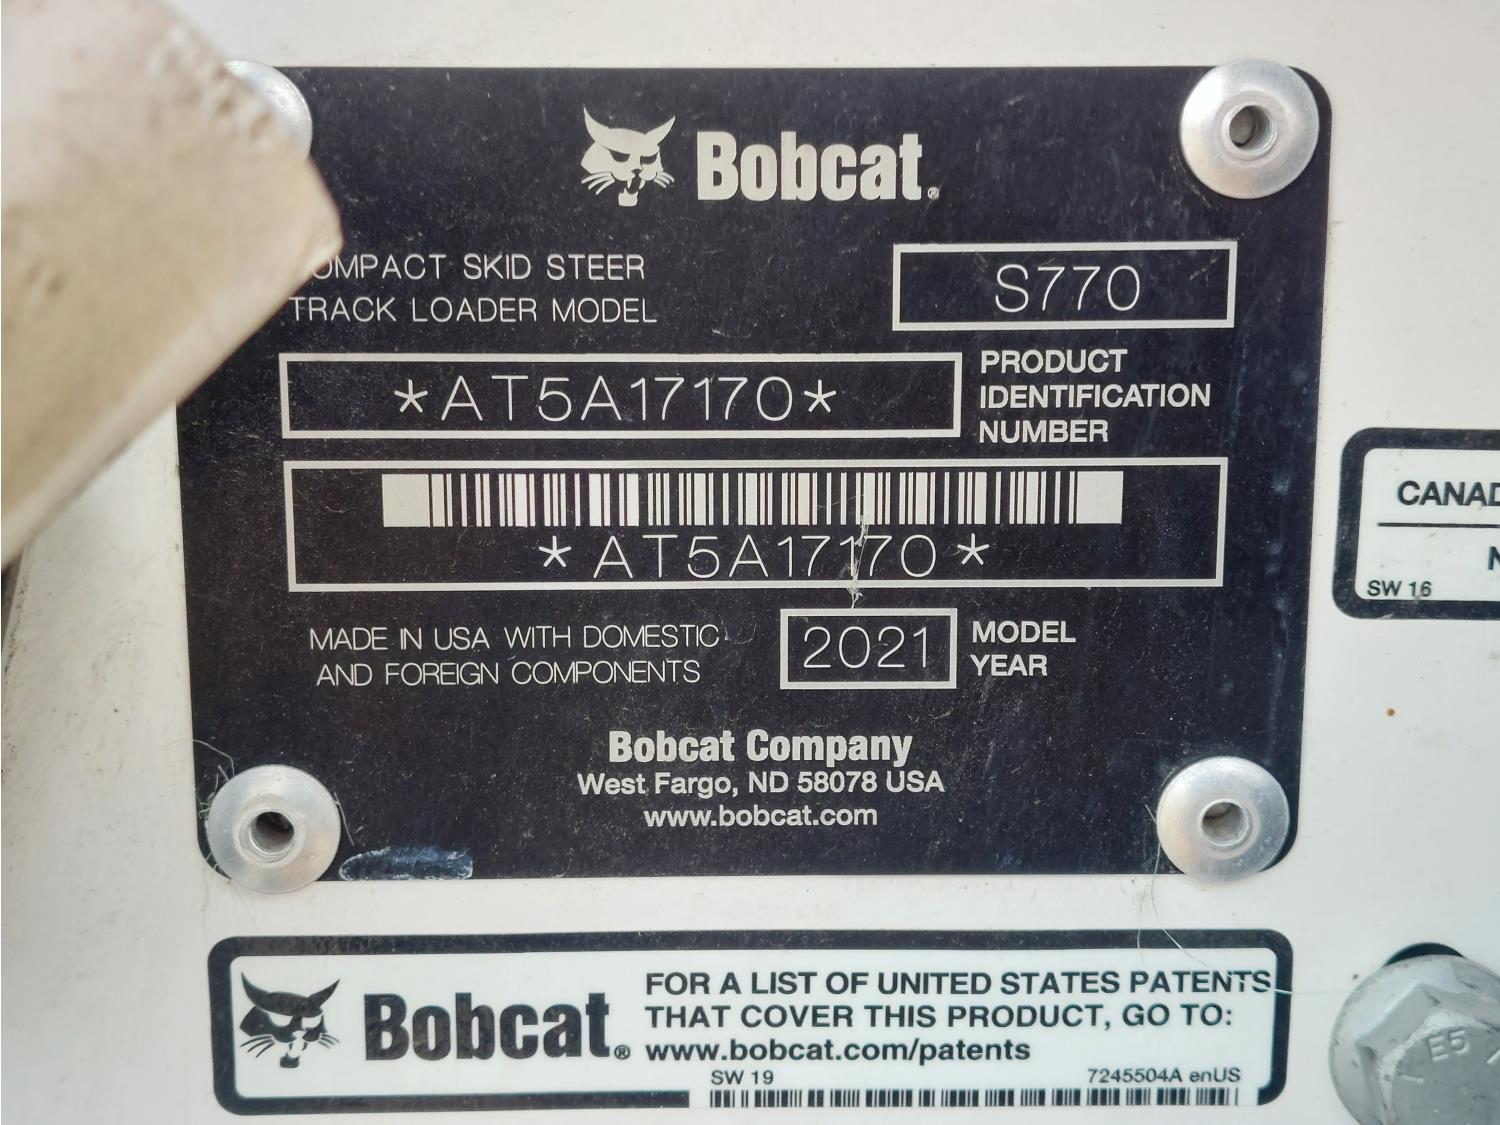 Bobcat®
COMPACT SKID STEER
TRACK LOADER MODEL
S770
*AT5A17170*
PRODUCT
IDENTIFICATION
NUMBER
*AT5A17170*
MADE IN USA WITH DOMESTIC
AND FOREIGN COMPONENTS
2021
MODEL
YEAR
Bobcat Company
West Fargo, ND 58078 USA
www.bobcat.com
CANAD
SW 16
Bobcat®
FOR A LIST OF UNITED STATES PATENTS
THAT COVER THIS PRODUCT, GO TO:
www.bobcat.com/patents
SW 19
7245504A enUS
E5